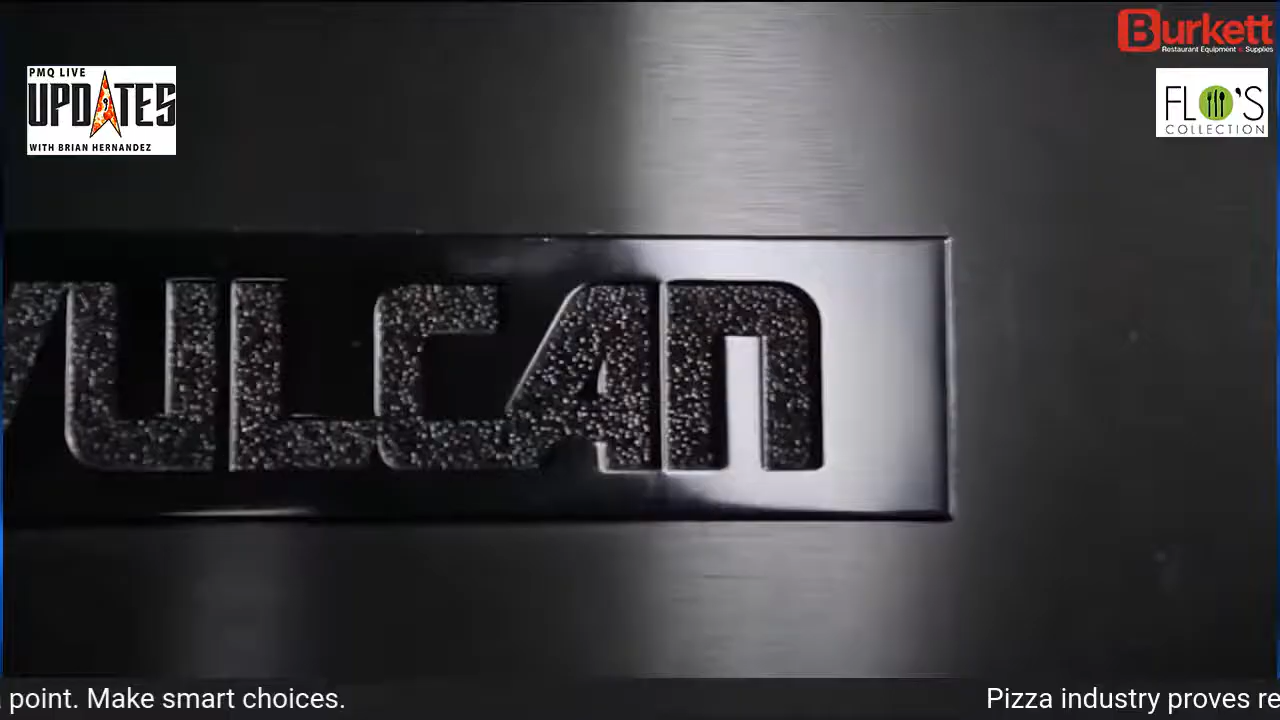 Burkett
Restaurant Equipment & Supplies
PMQ LIVE
UPDATES
WITH BRIAN HERNANDEZ
FLO'S
COLLECTION
VULCAN
point. Make smart choices.
Pizza industry proves re